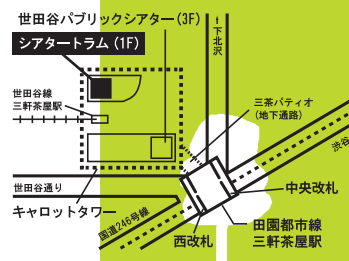 世田谷パブリックシアター(3F)
シアタートラム(1F)
↑下北沢
世田谷線
三軒茶屋駅
三茶パティオ
(地下通路)
渋谷
世田谷通り
キャロットタワー
国道246号線
中央改札
西改札
田園都市線
三軒茶屋駅